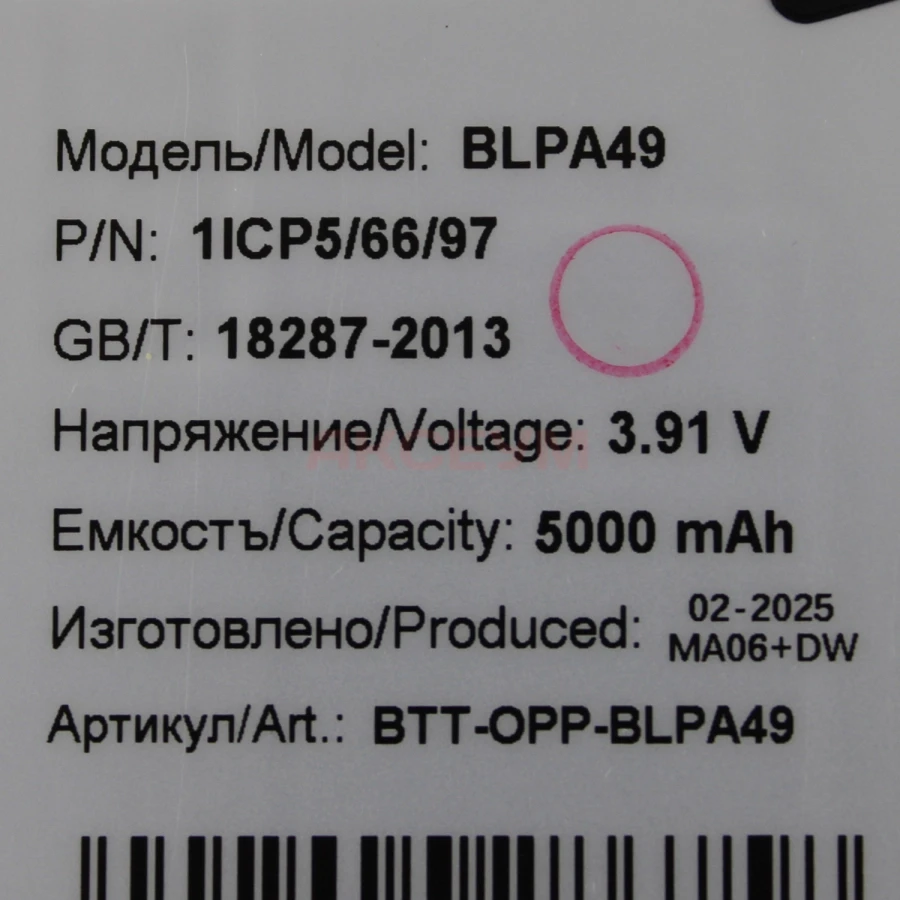 Модель/Model: BLPA49
P/N: 1ICP5/66/97
GB/T: 18287-2013
Напряжение/Voltage: 3.91 V
АКСЕУМ
Емкостъ/Capacity: 5000 mAh
Изготовлено/Produced: 02-2025
MA06+DW
Артикул/Art.: BTT-OPP-BLPA49